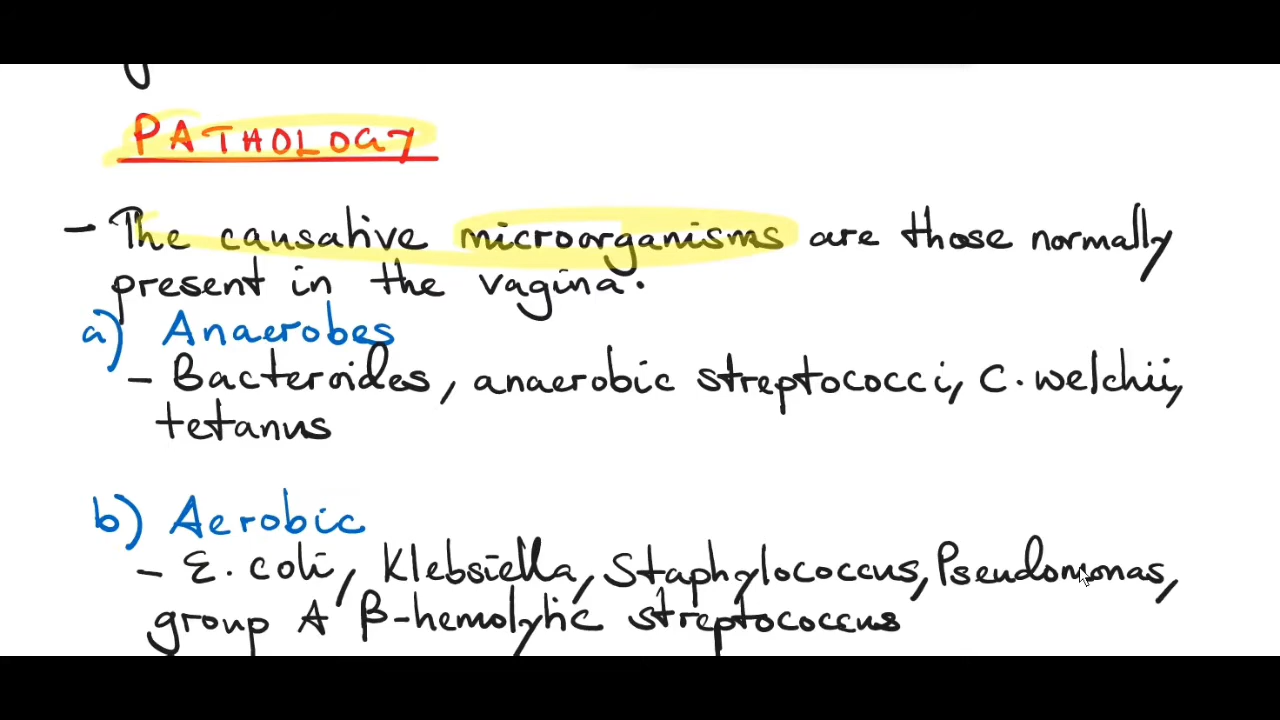 PATHOLOGY
- The causative microorganisms are those normally
present in the vagina.
a) Anaerobes
- Bacteroides, anaerobic streptococci, C. welchii,
tetanus
b) Aerobic
- E. coli, Klebsiella, Staphylococcus, Pseudomonas,
group A β-hemolytic streptococcus